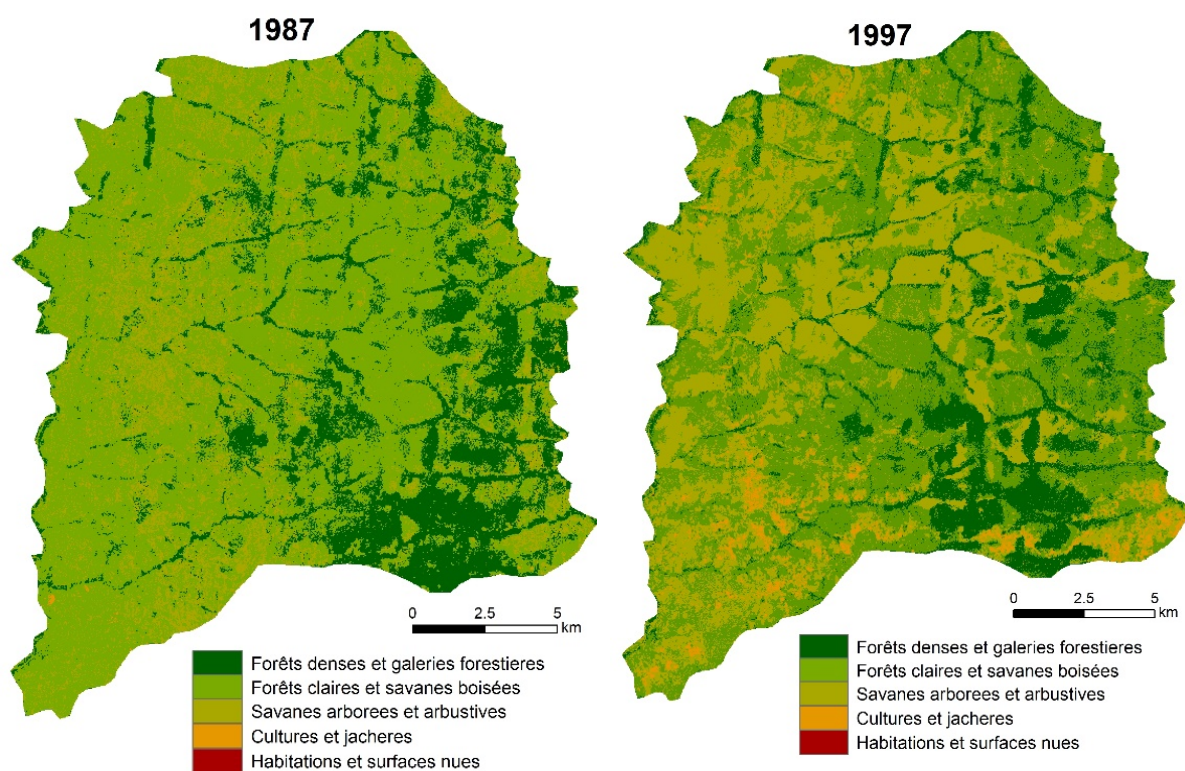 1987
0 2.5 5
km
Forêts denses et galeries forestieres
Forêts claires et savanes boisées
Savanes arborees et arbustives
Cultures et jacheres
Habitations et surfaces nues
1997
0 2.5 5
km
Forêts denses et galeries forestieres
Forêts claires et savanes boisées
Savanes arborees et arbustives
Cultures et jacheres
Habitations et surfaces nues